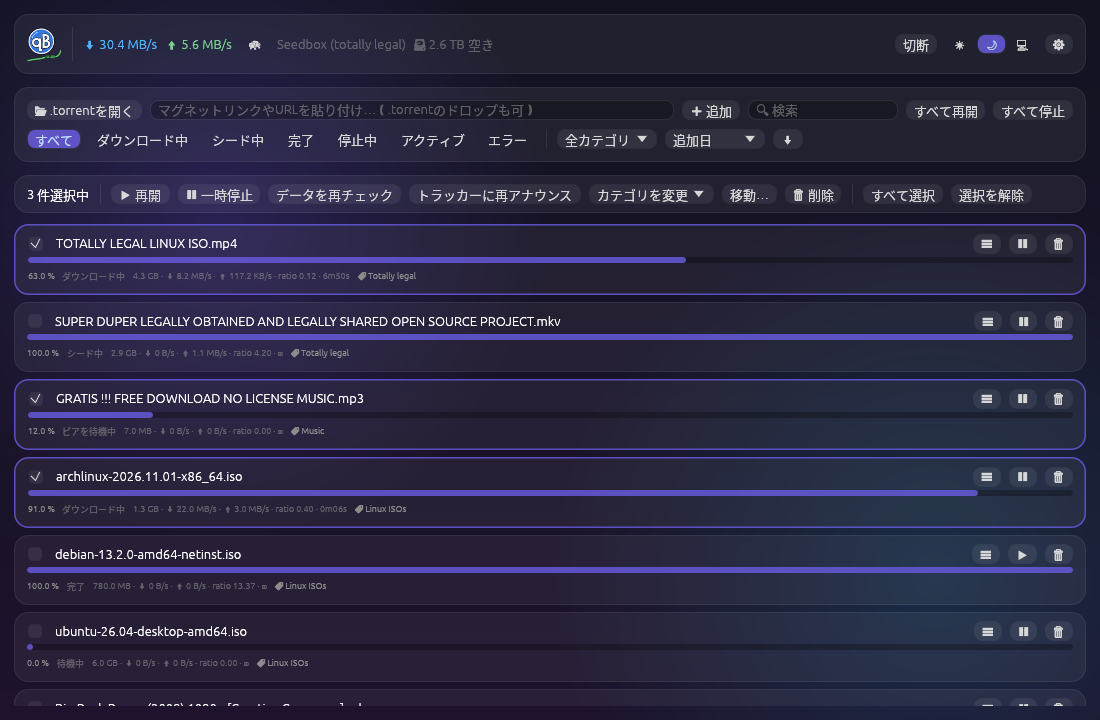 qB 30.4 MB/s 5.6 MB/s Seedbox (totally legal) 2.6 TB 空き 切断
.torrentを開く マグネットリンクやURLを貼り付け… ( .torrentのドロップも可 ) + 追加 検索 すべて再開 すべて停止
すべて ダウンロード中 シード中 完了 停止中 アクティブ エラー 全カテゴリ 追加日
3 件選択中 再開 一時停止 データを再チェック トラッカーに再アナウンス カテゴリを変更 移動… 削除 すべて選択 選択を解除
TOTALLY LEGAL LINUX ISO.mp4
63.0 % ダウンロード中 4.3 GB · 8.2 MB/s · 117.2 KB/s · ratio 0.12 · 6m50s Totally legal
SUPER DUPER LEGALLY OBTAINED AND LEGALLY SHARED OPEN SOURCE PROJECT.mkv
100.0 % シード中 2.9 GB · 0 B/s · 1.1 MB/s · ratio 4.20 · ∞ Totally legal
GRATIS !!! FREE DOWNLOAD NO LICENSE MUSIC.mp3
12.0 % ピアを待機中 7.0 MB · 0 B/s · 0 B/s · ratio 0.00 · ∞ Music
archlinux-2026.11.01-x86_64.iso
91.0 % ダウンロード中 1.3 GB · 22.0 MB/s · 3.0 MB/s · ratio 0.40 · 0m06s Linux ISOs
debian-13.2.0-amd64-netinst.iso
100.0 % 完了 780.0 MB · 0 B/s · 0 B/s · ratio 13.37 · ∞ Linux ISOs
ubuntu-26.04-desktop-amd64.iso
0.0 % 待機中 6.0 GB · 0 B/s · 0 B/s · ratio 0.00 · ∞ Linux ISOs